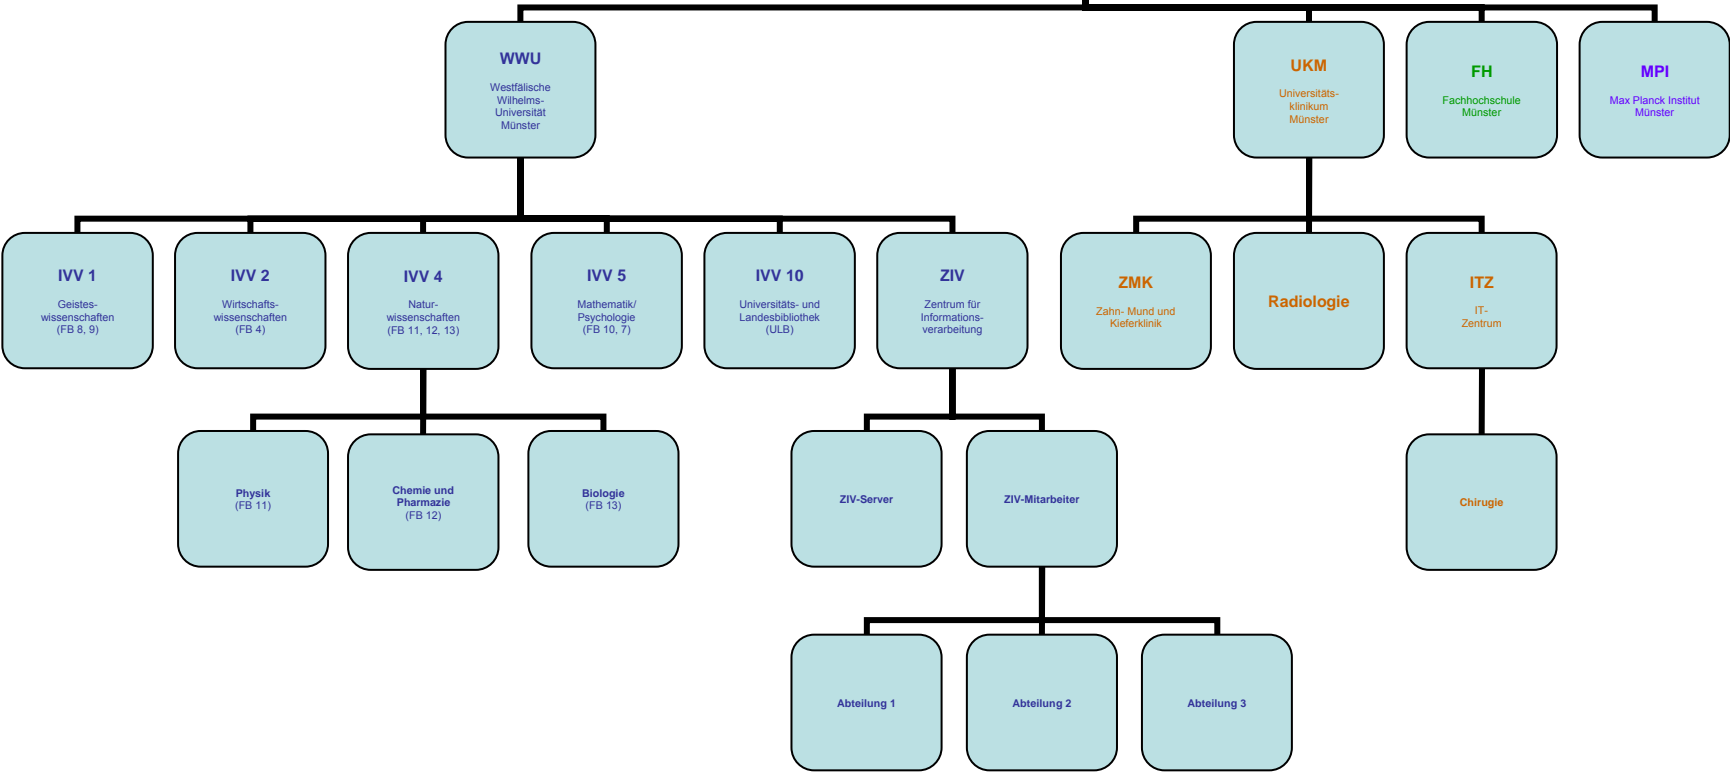 WWU
Westfälische
Wilhelms-
Universität
Münster
UKM
Universitäts-
klinikum
Münster
FH
Fachhochschule
Münster
MPI
Max Planck Institut
Münster
IVV 1
Geistes-
wissenschaften
(FB 8, 9)
IVV 2
Wirtschafts-
wissenschaften
(FB 4)
IVV 4
Natur-
wissenschaften
(FB 11, 12, 13)
IVV 5
Mathematik/
Psychologie
(FB 10, 7)
IVV 10
Universitäts- und
Landesbibliothek
(ULB)
ZIV
Zentrum für
Informations-
verarbeitung
ZMK
Zahn- Mund und
Kieferklinik
Radiologie
ITZ
IT-
Zentrum
Physik
(FB 11)
Chemie und
Pharmazie
(FB 12)
Biologie
(FB 13)
ZIV-Server
ZIV-Mitarbeiter
Chirugie
Abteilung 1
Abteilung 2
Abteilung 3